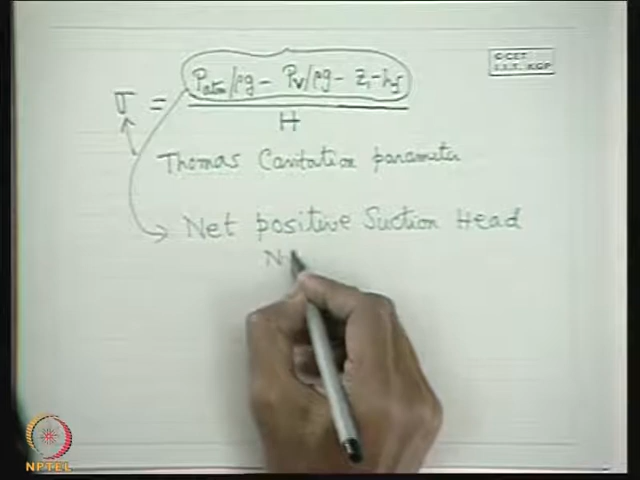 ©CET
I.I.T. KGP
σ = Patm/ρg – Pv/ρg – z₁ – hf
H
Thomas Cavitation parameter
Net positive Suction Head
N
NPTEL